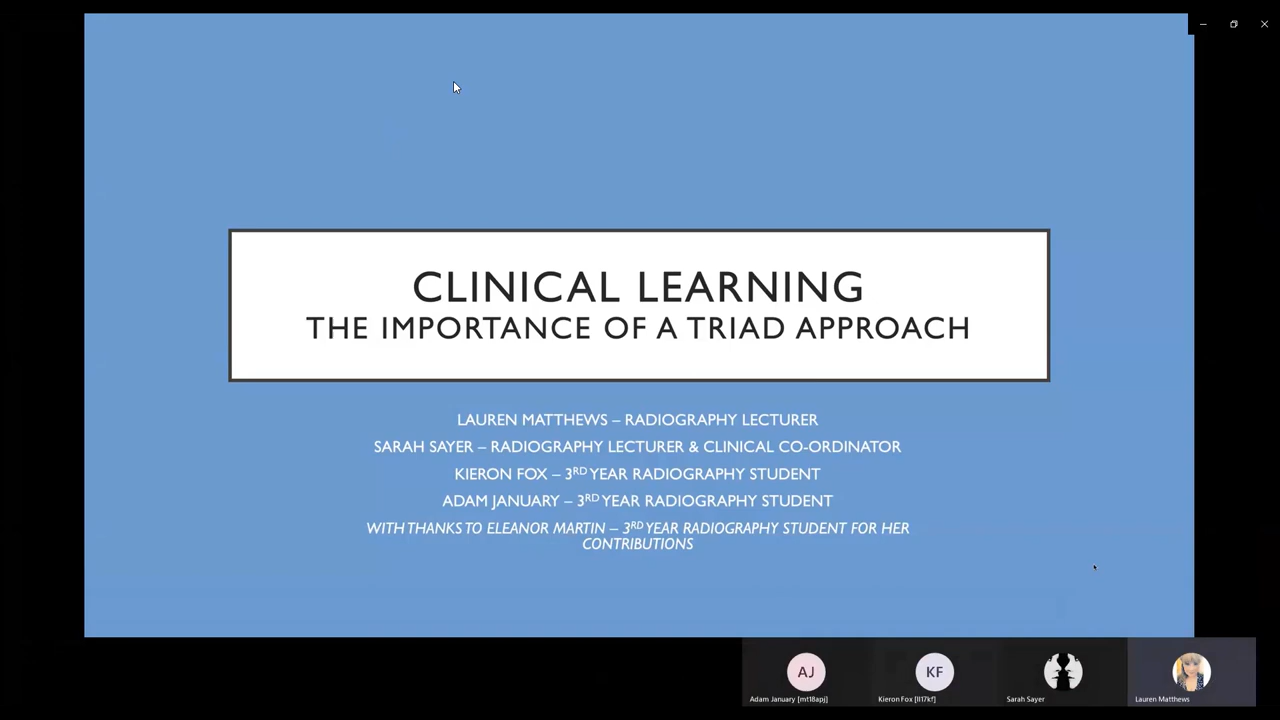 CLINICAL LEARNING
THE IMPORTANCE OF A TRIAD APPROACH
LAUREN MATTHEWS – RADIOGRAPHY LECTURER
SARAH SAYER – RADIOGRAPHY LECTURER & CLINICAL CO-ORDINATOR
KIERON FOX – 3RD YEAR RADIOGRAPHY STUDENT
ADAM JANUARY – 3RD YEAR RADIOGRAPHY STUDENT
WITH THANKS TO ELEANOR MARTIN – 3RD YEAR RADIOGRAPHY STUDENT FOR HER
CONTRIBUTIONS
AJ
KF
Adam January [mt18apj]
Kieron Fox [ll17kf]
Sarah Sayer
Lauren Matthews